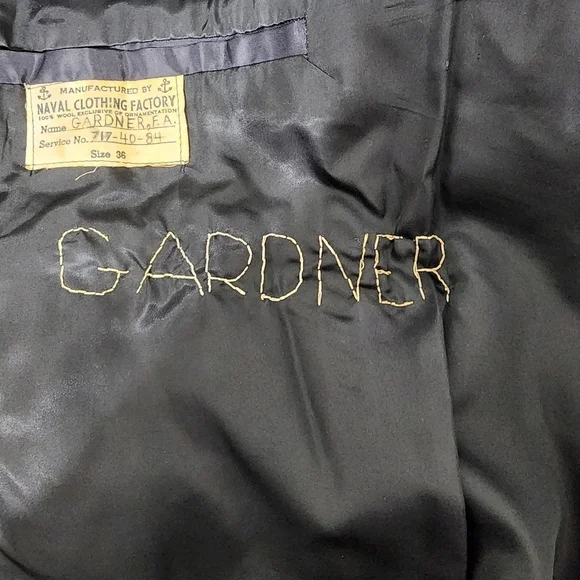 MANUFACTURED BY
NAVAL CLOTHING FACTORY
100% WOOL EXCLUSIVE OF ORNAMENTATION
Name GARDNER, E.A.
Service No. 717-40-84
Size 36
GARDNER